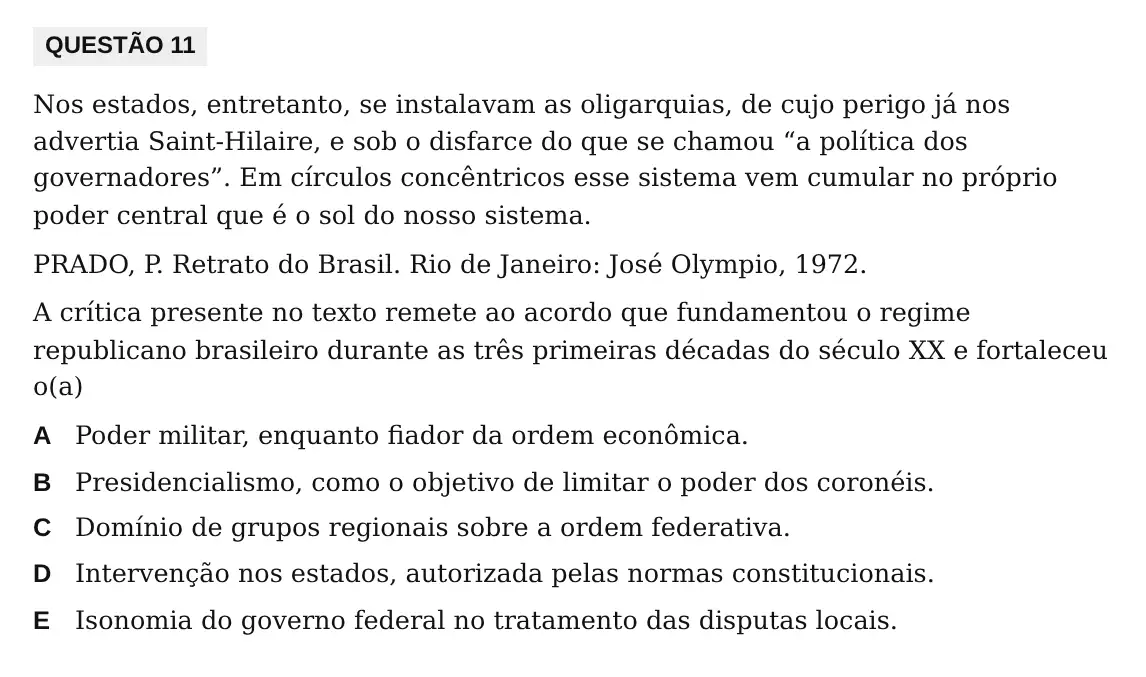 QUESTÃO 11
Nos estados, entretanto, se instalavam as oligarquias, de cujo perigo já nos
advertia Saint-Hilaire, e sob o disfarce do que se chamou “a política dos
governadores”. Em círculos concêntricos esse sistema vem cumular no próprio
poder central que é o sol do nosso sistema.
PRADO, P. Retrato do Brasil. Rio de Janeiro: José Olympio, 1972.
A crítica presente no texto remete ao acordo que fundamentou o regime
republicano brasileiro durante as três primeiras décadas do século XX e fortaleceu
o(a)
A Poder militar, enquanto fiador da ordem econômica.
B Presidencialismo, como o objetivo de limitar o poder dos coronéis.
C Domínio de grupos regionais sobre a ordem federativa.
D Intervenção nos estados, autorizada pelas normas constitucionais.
E Isonomia do governo federal no tratamento das disputas locais.